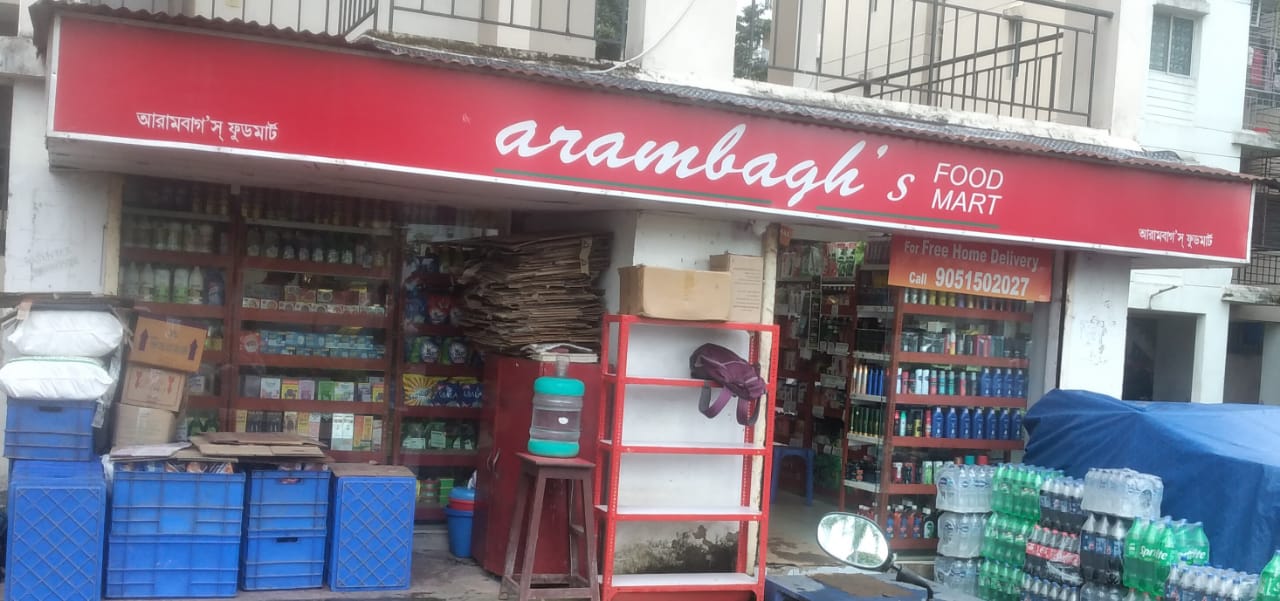 আরামবাগ'স্ ফুডমার্ট
arambagh's
FOOD
MART
আরামবাগ'স্ ফুডমার্ট
For Free Home Delivery
Call 9051502027
Sprite